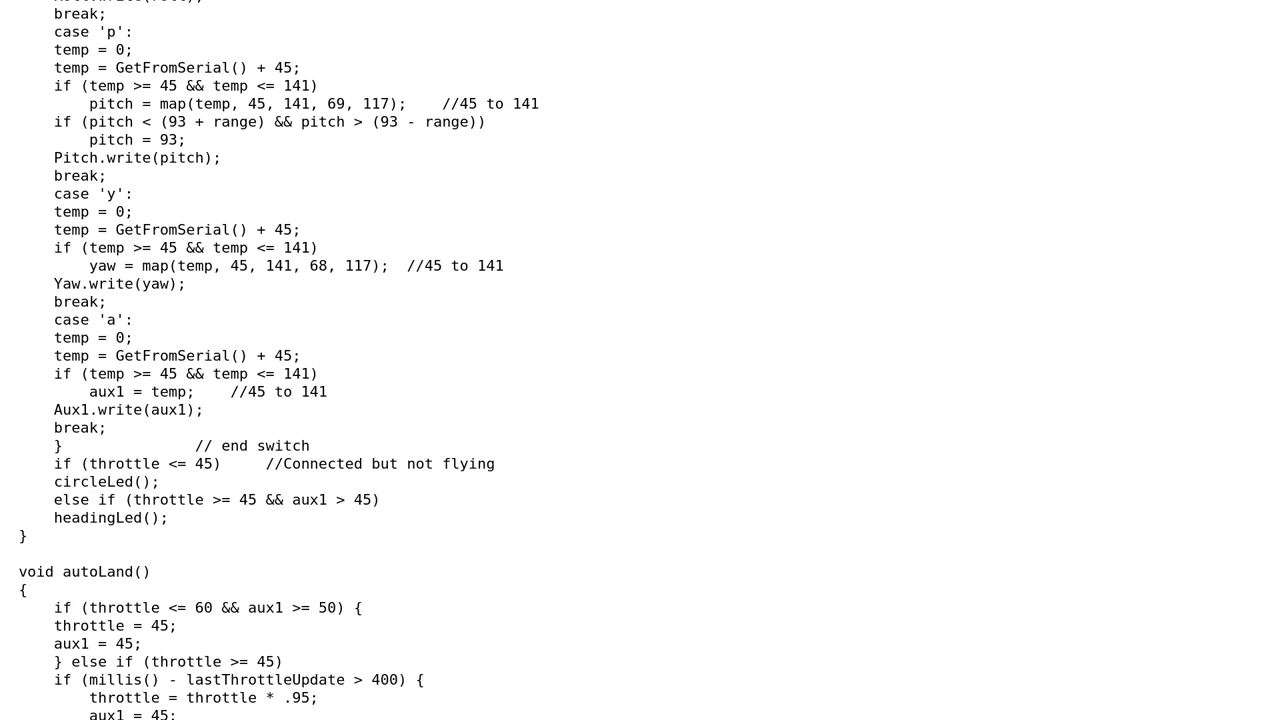 break;
case 'p':
temp = 0;
temp = GetFromSerial() + 45;
if (temp >= 45 && temp <= 141)
    pitch = map(temp, 45, 141, 69, 117);    //45 to 141
if (pitch < (93 + range) && pitch > (93 - range))
    pitch = 93;
Pitch.write(pitch);
break;
case 'y':
temp = 0;
temp = GetFromSerial() + 45;
if (temp >= 45 && temp <= 141)
    yaw = map(temp, 45, 141, 68, 117);  //45 to 141
Yaw.write(yaw);
break;
case 'a':
temp = 0;
temp = GetFromSerial() + 45;
if (temp >= 45 && temp <= 141)
    aux1 = temp;    //45 to 141
Aux1.write(aux1);
break;
}               // end switch
if (throttle <= 45)     //Connected but not flying
circleLed();
else if (throttle >= 45 && aux1 > 45)
headingLed();
}

void autoLand()
{
    if (throttle <= 60 && aux1 >= 50) {
    throttle = 45;
    aux1 = 45;
    } else if (throttle >= 45)
    if (millis() - lastThrottleUpdate > 400) {
        throttle = throttle * .95;
        aux1 = 45;